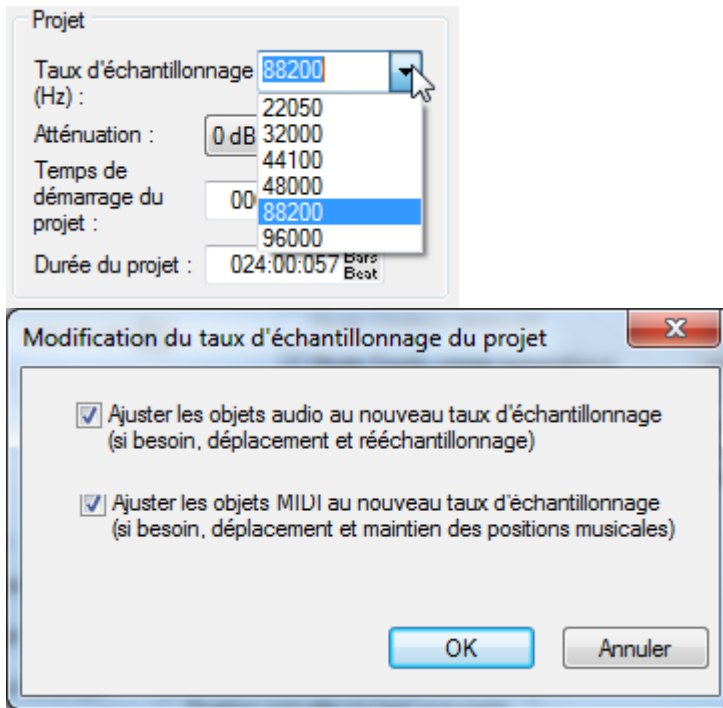 Projet
Taux d'échantillonnage 88200
(Hz) :
22050
Atténuation : 0 dB 32000
44100
Temps de
démarrage du 00
projet :
48000
88200
96000
Durée du projet : 024:00:057 Bars
Beat
Modification du taux d'échantillonnage du projet
Ajuster les objets audio au nouveau taux d'échantillonnage
(si besoin, déplacement et rééchantillonnage)
Ajuster les objets MIDI au nouveau taux d'échantillonnage
(si besoin, déplacement et maintien des positions musicales)
OK Annuler